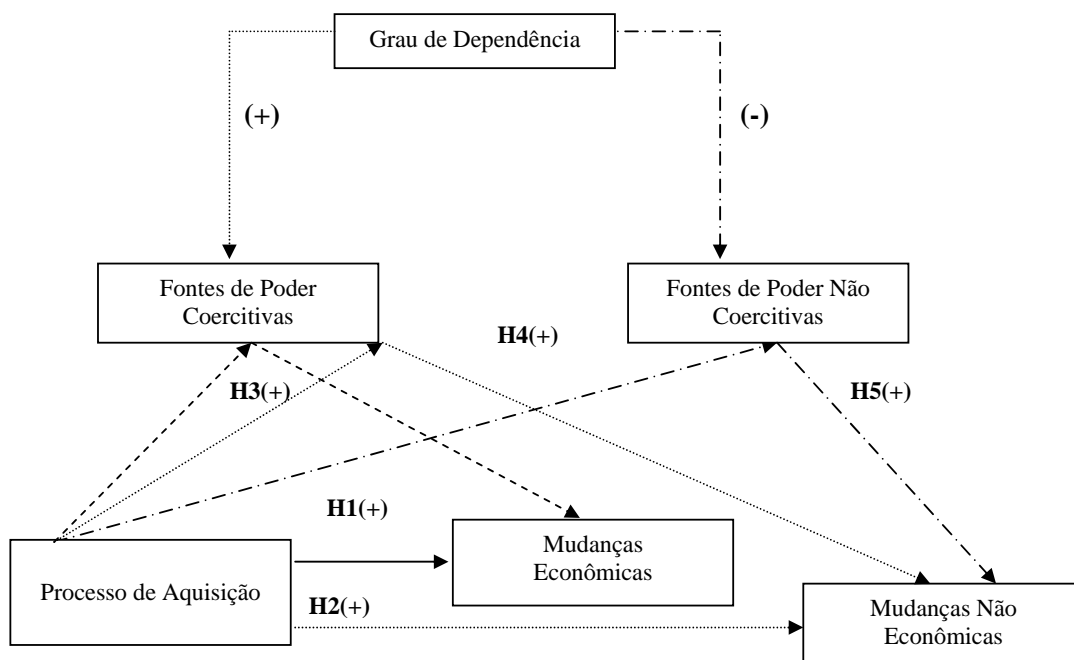 Grau de Dependência
(+)
(-)
Fontes de Poder
Coercitivas
Fontes de Poder Não
Coercitivas
H4(+)
H3(+)
H5(+)
H1(+)
Mudanças
Econômicas
Processo de Aquisição
H2(+)
Mudanças Não
Econômicas